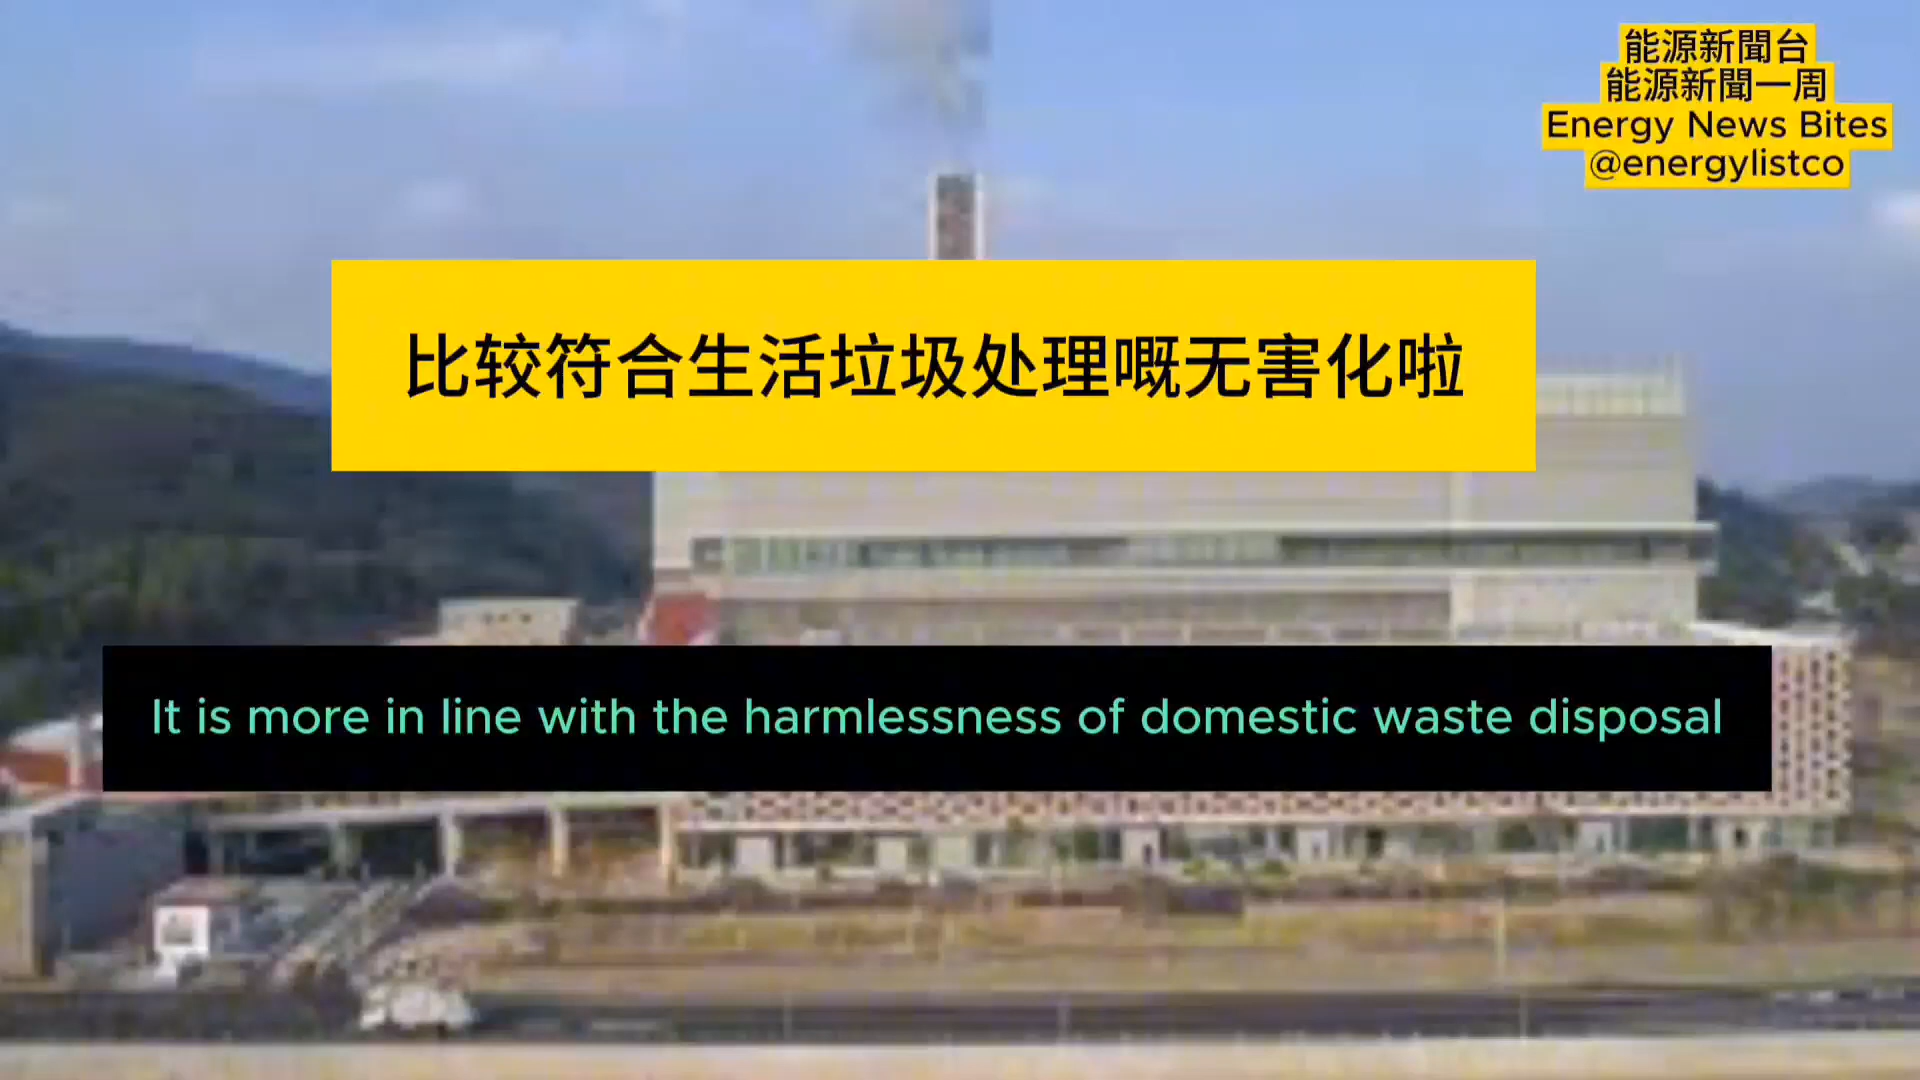 能源新聞台
能源新聞一周
Energy News Bites
@energylistco
比较符合生活垃圾处理嘅无害化啦
It is more in line with the harmlessness of domestic waste disposal